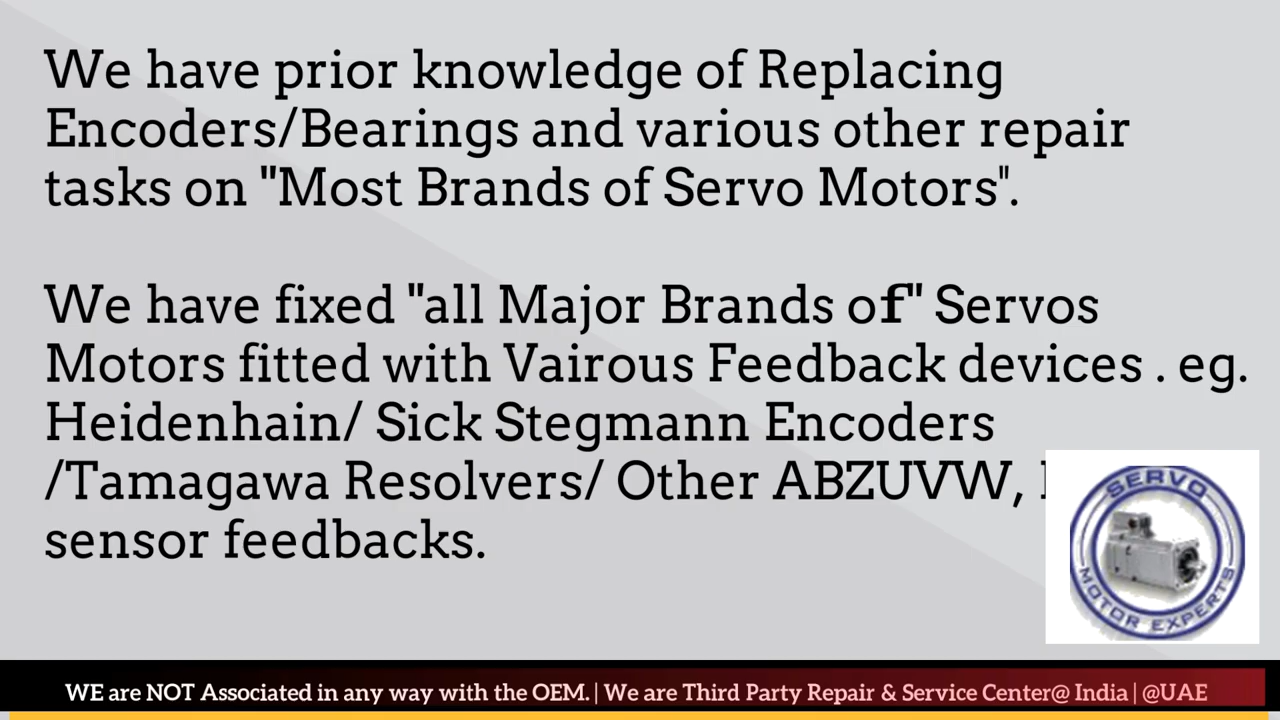 We have prior knowledge of Replacing
Encoders/Bearings and various other repair
tasks on "Most Brands of Servo Motors".
We have fixed "all Major Brands of" Servos
Motors fitted with Vairous Feedback devices . eg.
Heidenhain/ Sick Stegmann Encoders
/Tamagawa Resolvers/ Other ABZUVW,
sensor feedbacks.
SERVO
MOTOR EXPERTS
WE are NOT Associated in any way with the OEM. | We are Third Party Repair & Service Center@ India | @UAE